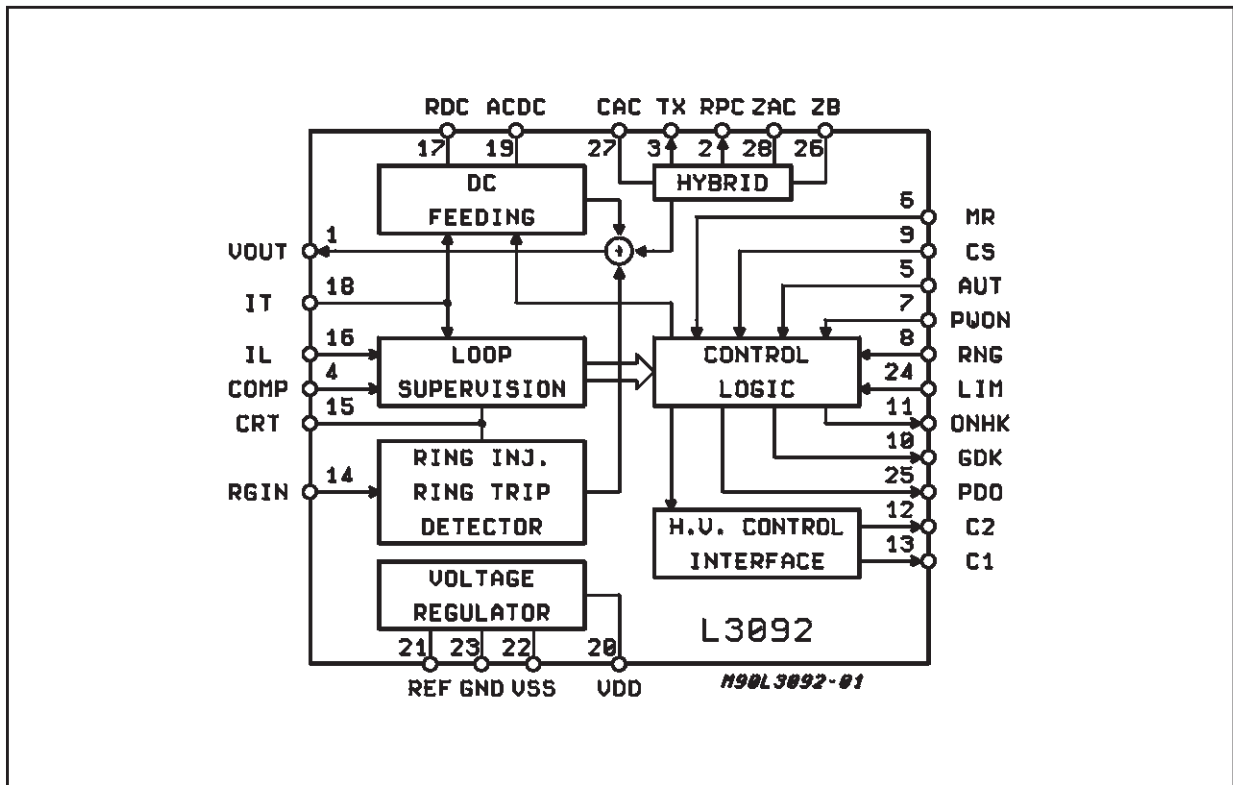 RDC ACDC CAC TX RPC ZAC ZB
17 19 27 3 2 28 26
DC
FEEDING
HYBRID
6 MR
9 CS
1
VOUT
5 AUT
18
IT
7 PWON
16
IL
LOOP
SUPERVISION
CONTROL
LOGIC
8 RNG
4
COMP
24 LIM
15
CRT
11 ONHK
10 GDK
14
RGIN
RING INJ.
RING TRIP
DETECTOR
25 PDO
H.V. CONTROL
INTERFACE
12 C2
13 C1
VOLTAGE
REGULATOR
L3092
21 23 22 20
REF GND VSS VDD
M90L3092-01